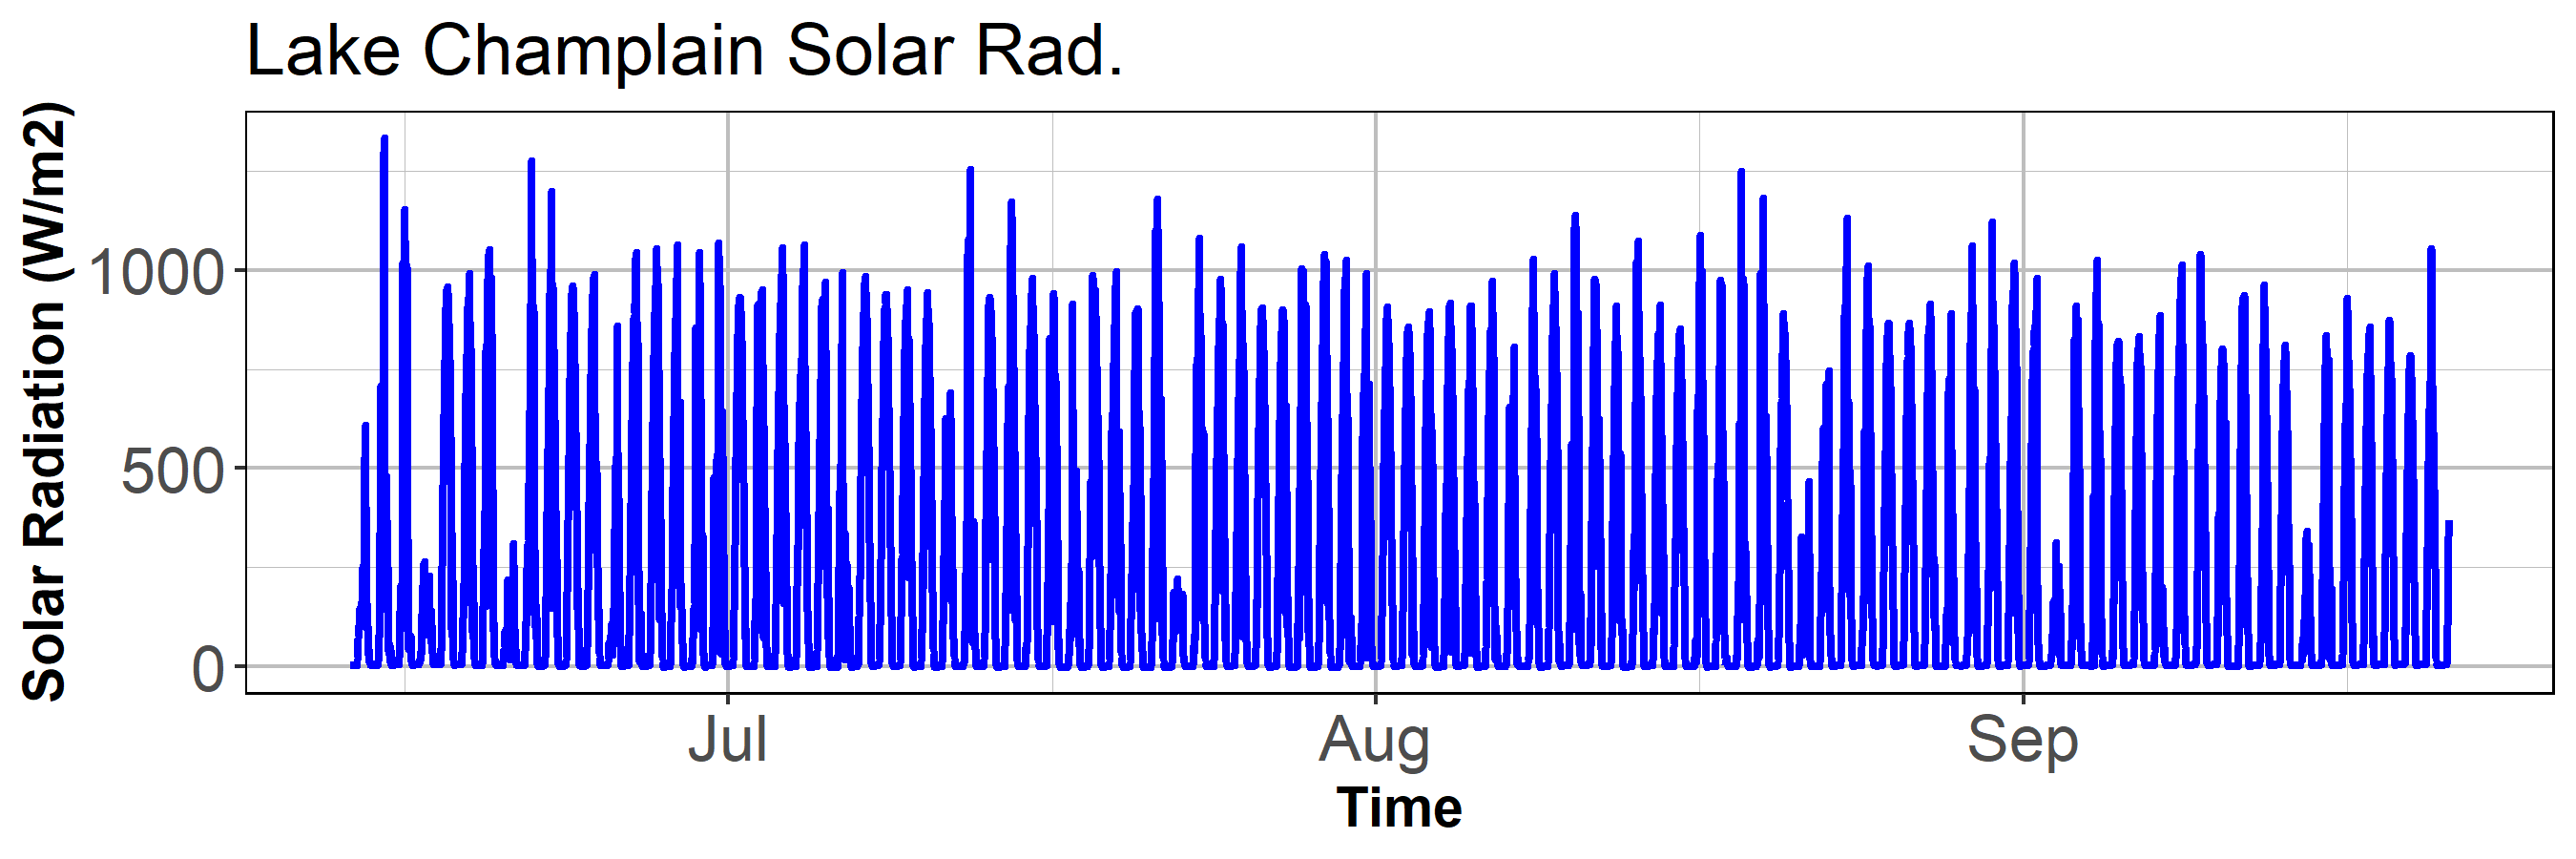 Lake Champlain Solar Rad.
Solar Radiation (W/m2)
1000
500
0
Jul Aug Sep
Time